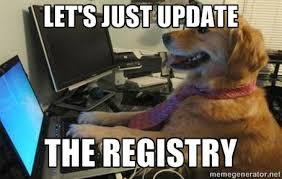 LET'S JUST UPDATE
THE REGISTRY
memegenerator.net